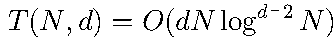 T(N, d) = O(dN log^{d-2} N)